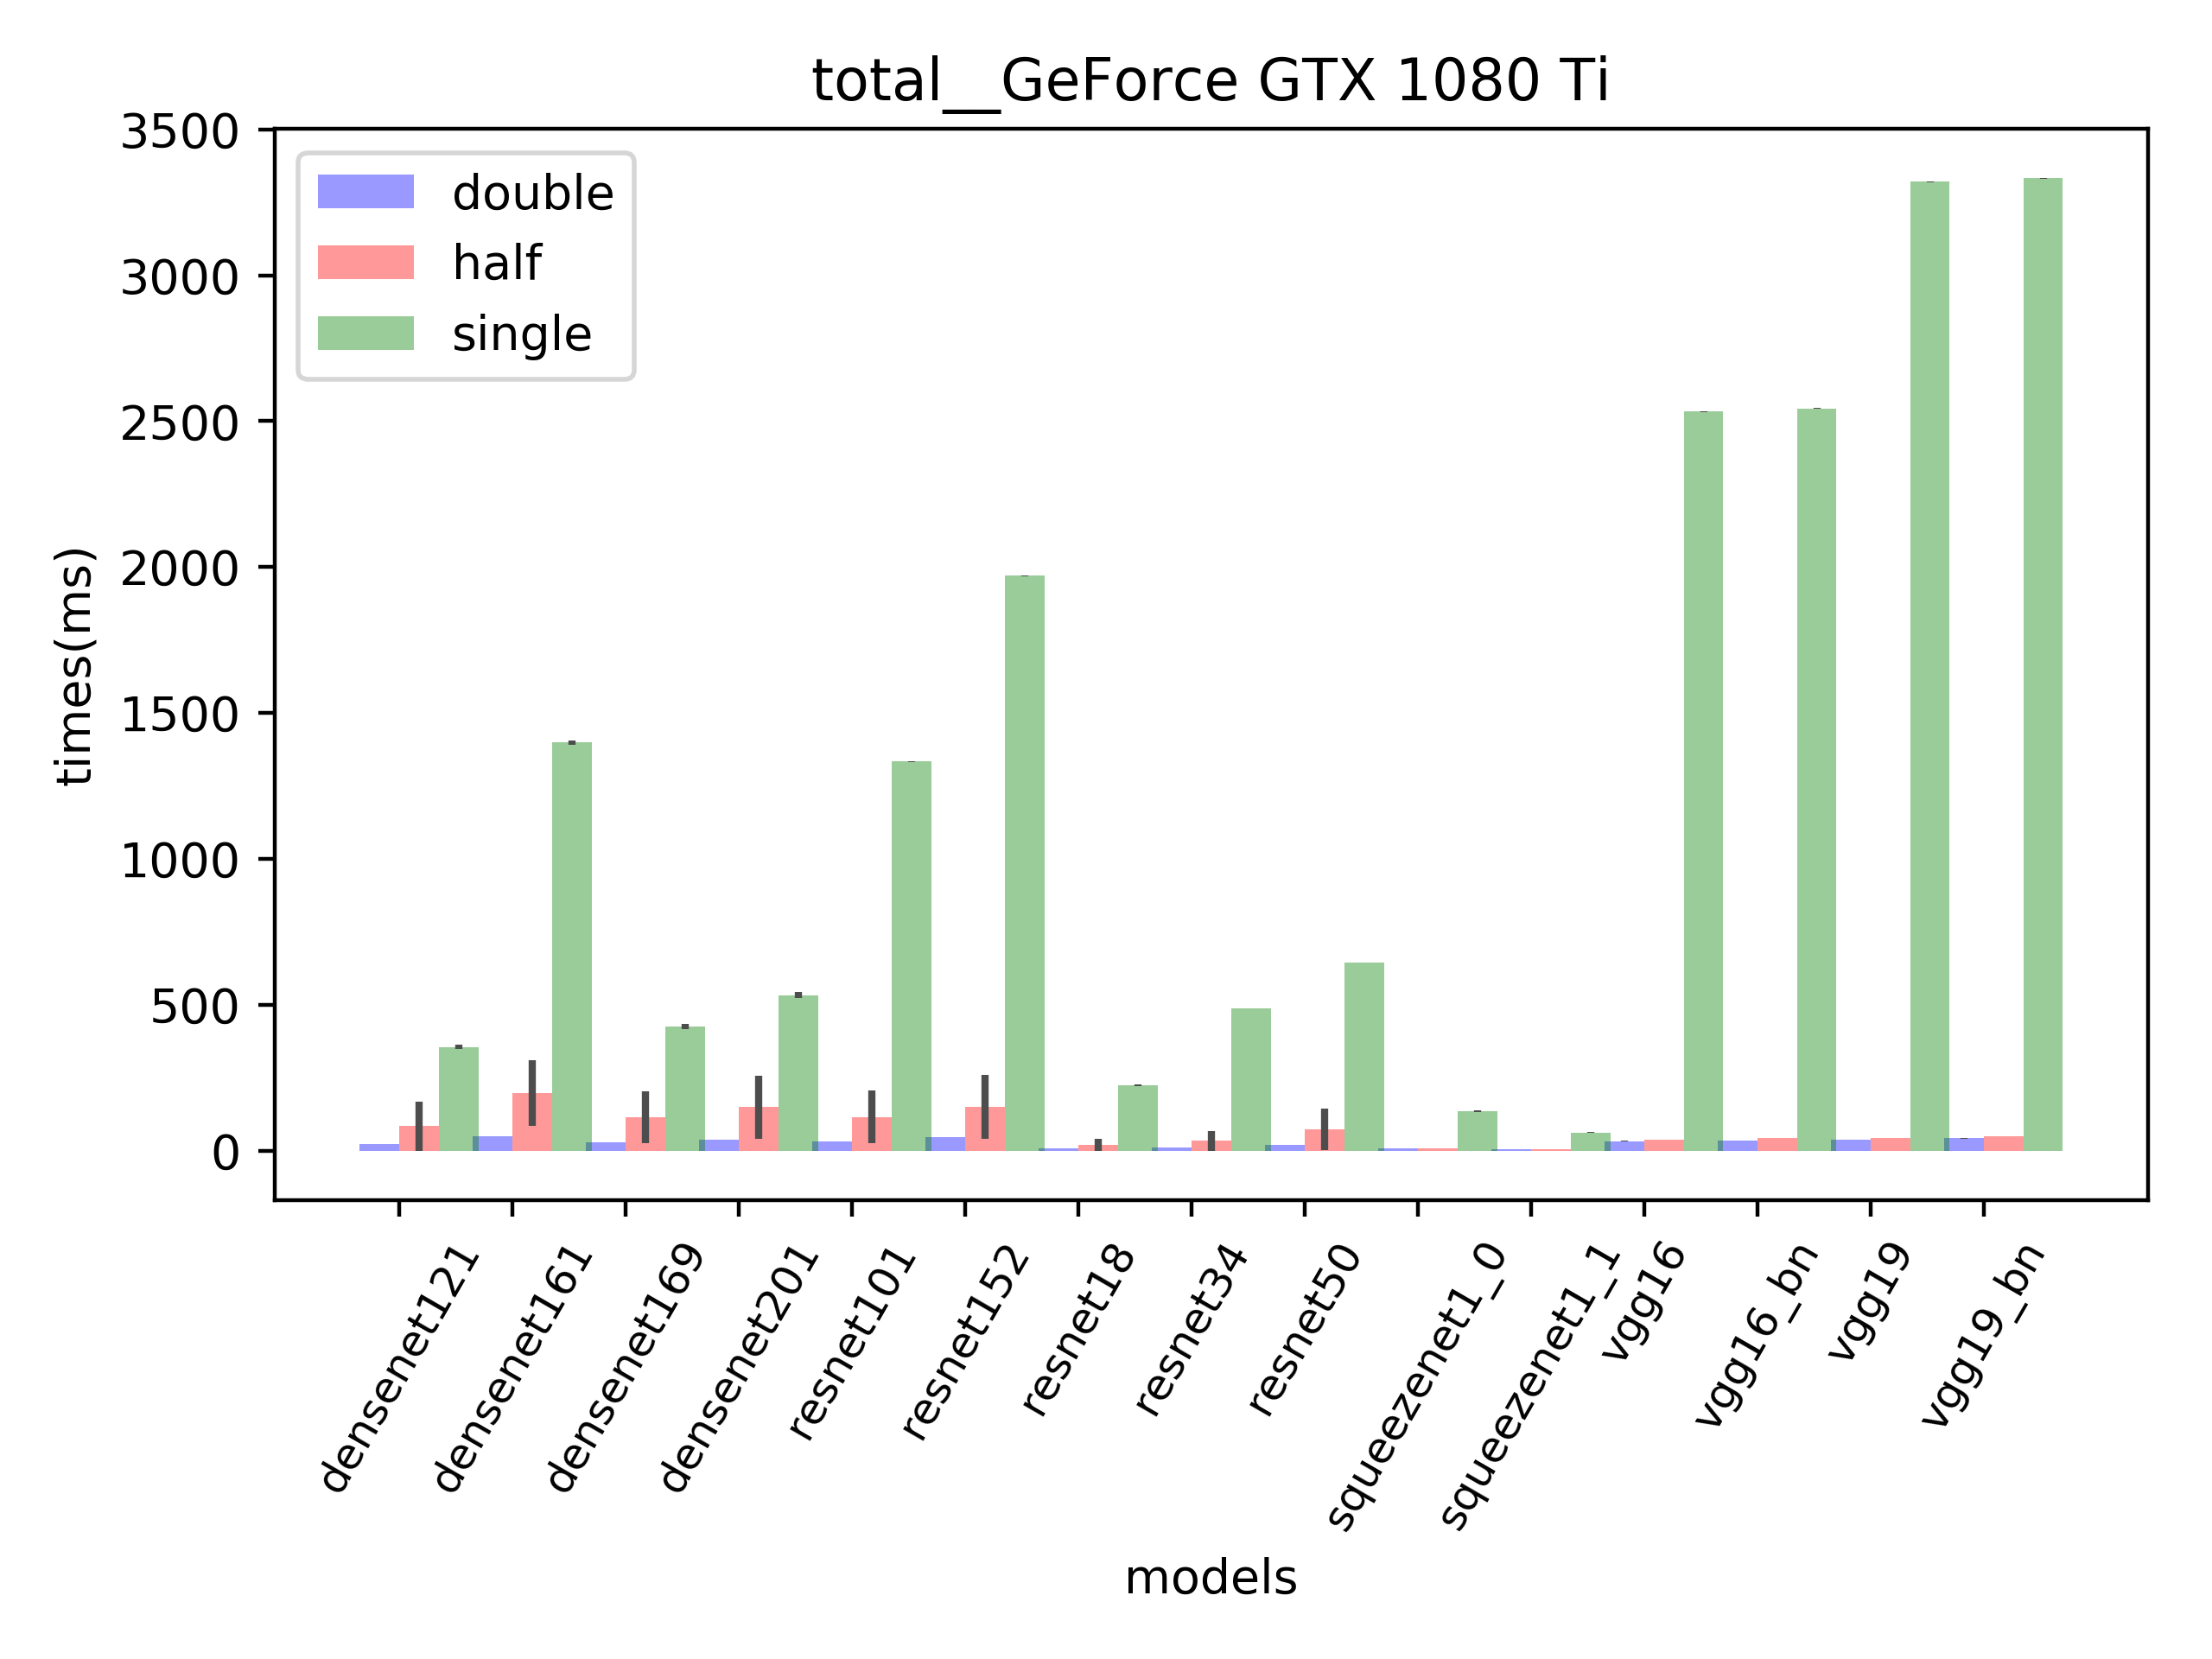 total__GeForce GTX 1080 Ti
3500
3000
2500
2000
1500
1000
500
0
times(ms)
double
half
single
densenet121
densenet161
densenet169
densenet201
resnet101
resnet152
resnet18
resnet34
resnet50
squeezenet1_0
squeezenet1_1
vgg16
vgg16_bn
vgg19
vgg19_bn
models